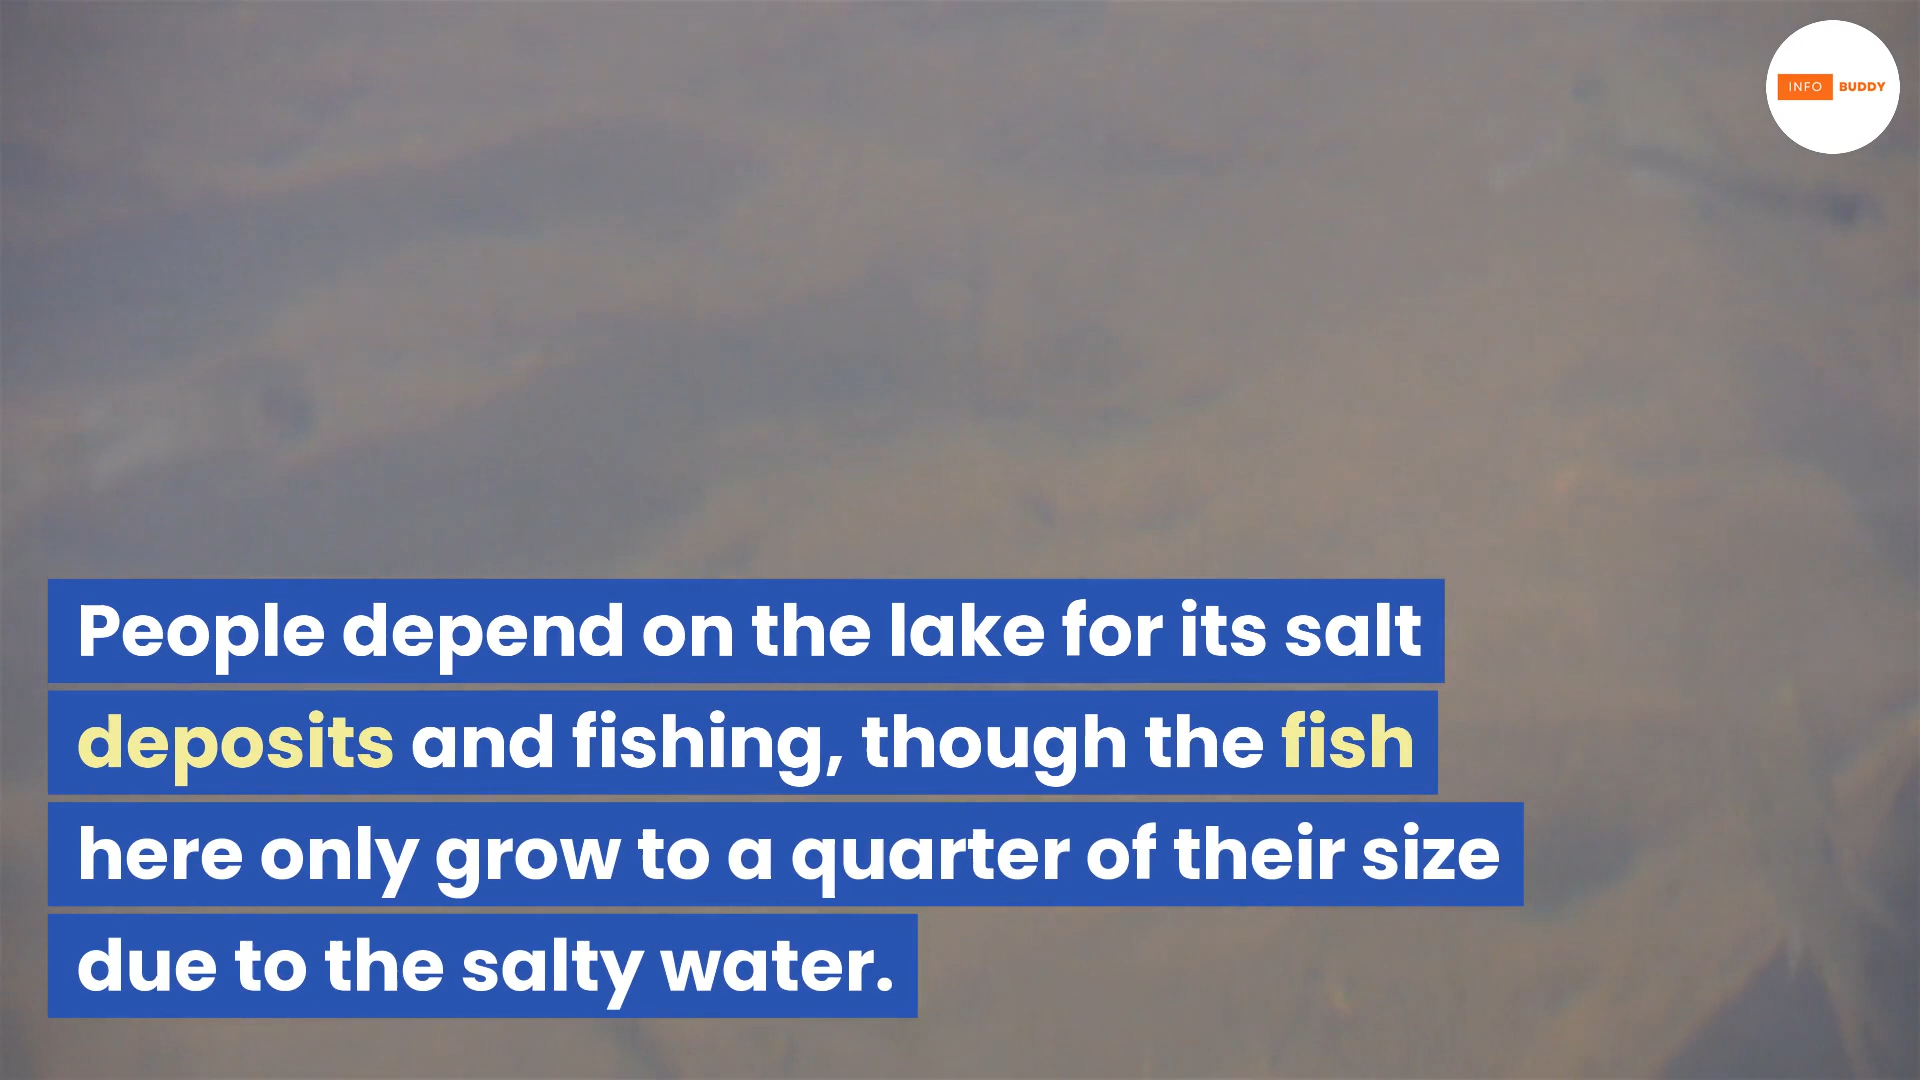 INFO BUDDY
People depend on the lake for its salt
deposits and fishing, though the fish
here only grow to a quarter of their size
due to the salty water.